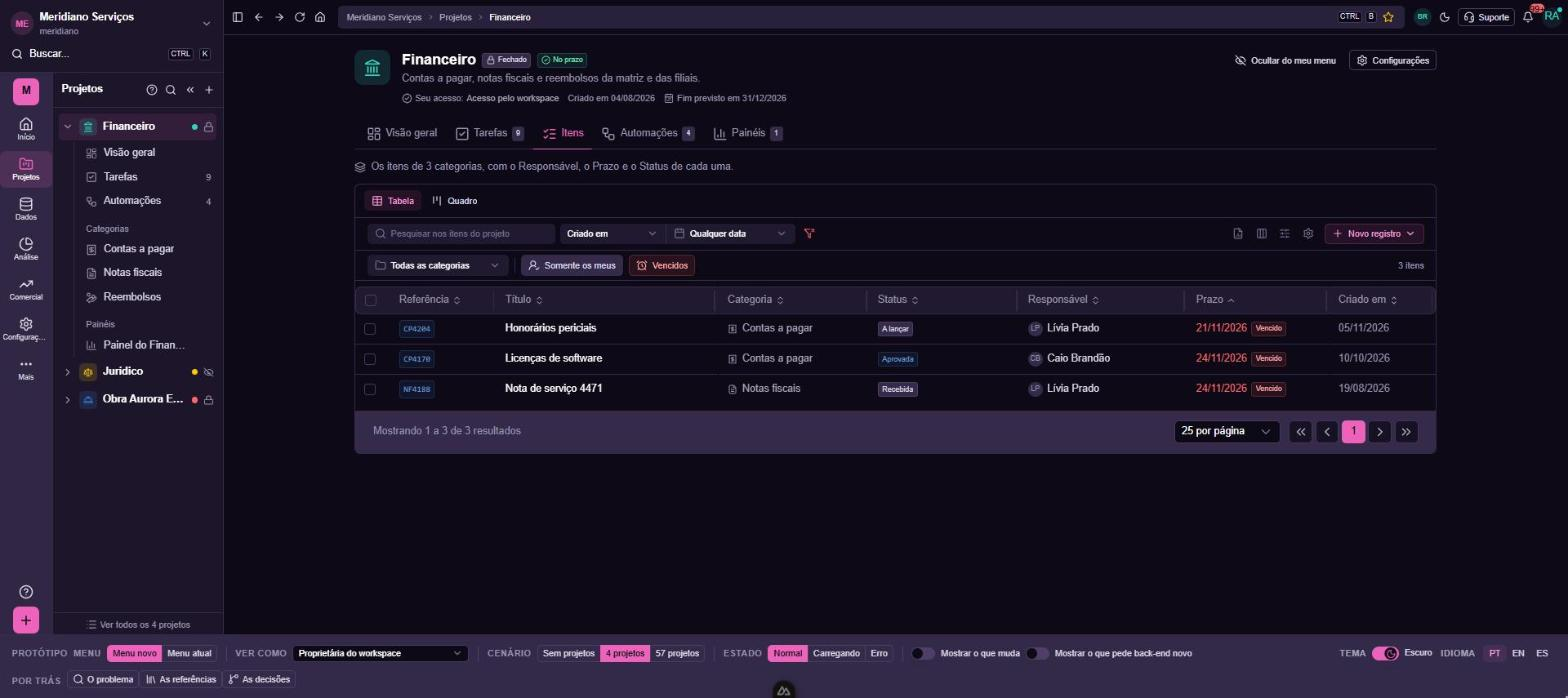 ME
Meridiano Serviços
meridiano
Meridiano Serviços
Projetos
Financeiro
CTRL B
BR
Suporte
99+
RA
Buscar...
CTRL K
M
Início
Projetos
Dados
Análise
Comercial
Configuraç...
Mais
Projetos
Financeiro
Visão geral
Tarefas 9
Automações 4
Categorias
Contas a pagar
Notas fiscais
Reembolsos
Painéis
Painel do Finan...
Jurídico
Obra Aurora E...
Ver todos os 4 projetos
Financeiro Fechado No prazo
Ocultar do meu menu
Configurações
Contas a pagar, notas fiscais e reembolsos da matriz e das filiais.
Seu acesso: Acesso pelo workspace Criado em 04/08/2026 Fim previsto em 31/12/2026
Visão geral Tarefas 9 Itens Automações 4 Painéis 1
Os itens de 3 categorias, com o Responsável, o Prazo e o Status de cada uma.
Tabela Quadro
Pesquisar nos itens do projeto Criado em Qualquer data Novo registro
Todas as categorias Somente os meus Vencidos 3 itens
Referência Título Categoria Status Responsável Prazo Criado em
CP4204 Honorários periciais Contas a pagar A lançar LP Lívia Prado 21/11/2026 Vencido 05/11/2026
CP4170 Licenças de software Contas a pagar Aprovada CB Caio Brandão 24/11/2026 Vencido 10/10/2026
NF4188 Nota de serviço 4471 Notas fiscais Recebida LP Lívia Prado 24/11/2026 Vencido 19/08/2026
Mostrando 1 a 3 de 3 resultados 25 por página 1
PROTÓTIPO MENU Menu novo Menu atual VER COMO Proprietária do workspace CENÁRIO Sem projetos 4 projetos 57 projetos ESTADO Normal Carregando Erro Mostrar o que muda Mostrar o que pede back-end novo TEMA Escuro IDIOMA PT EN ES
POR TRÁS O problema As referências As decisões